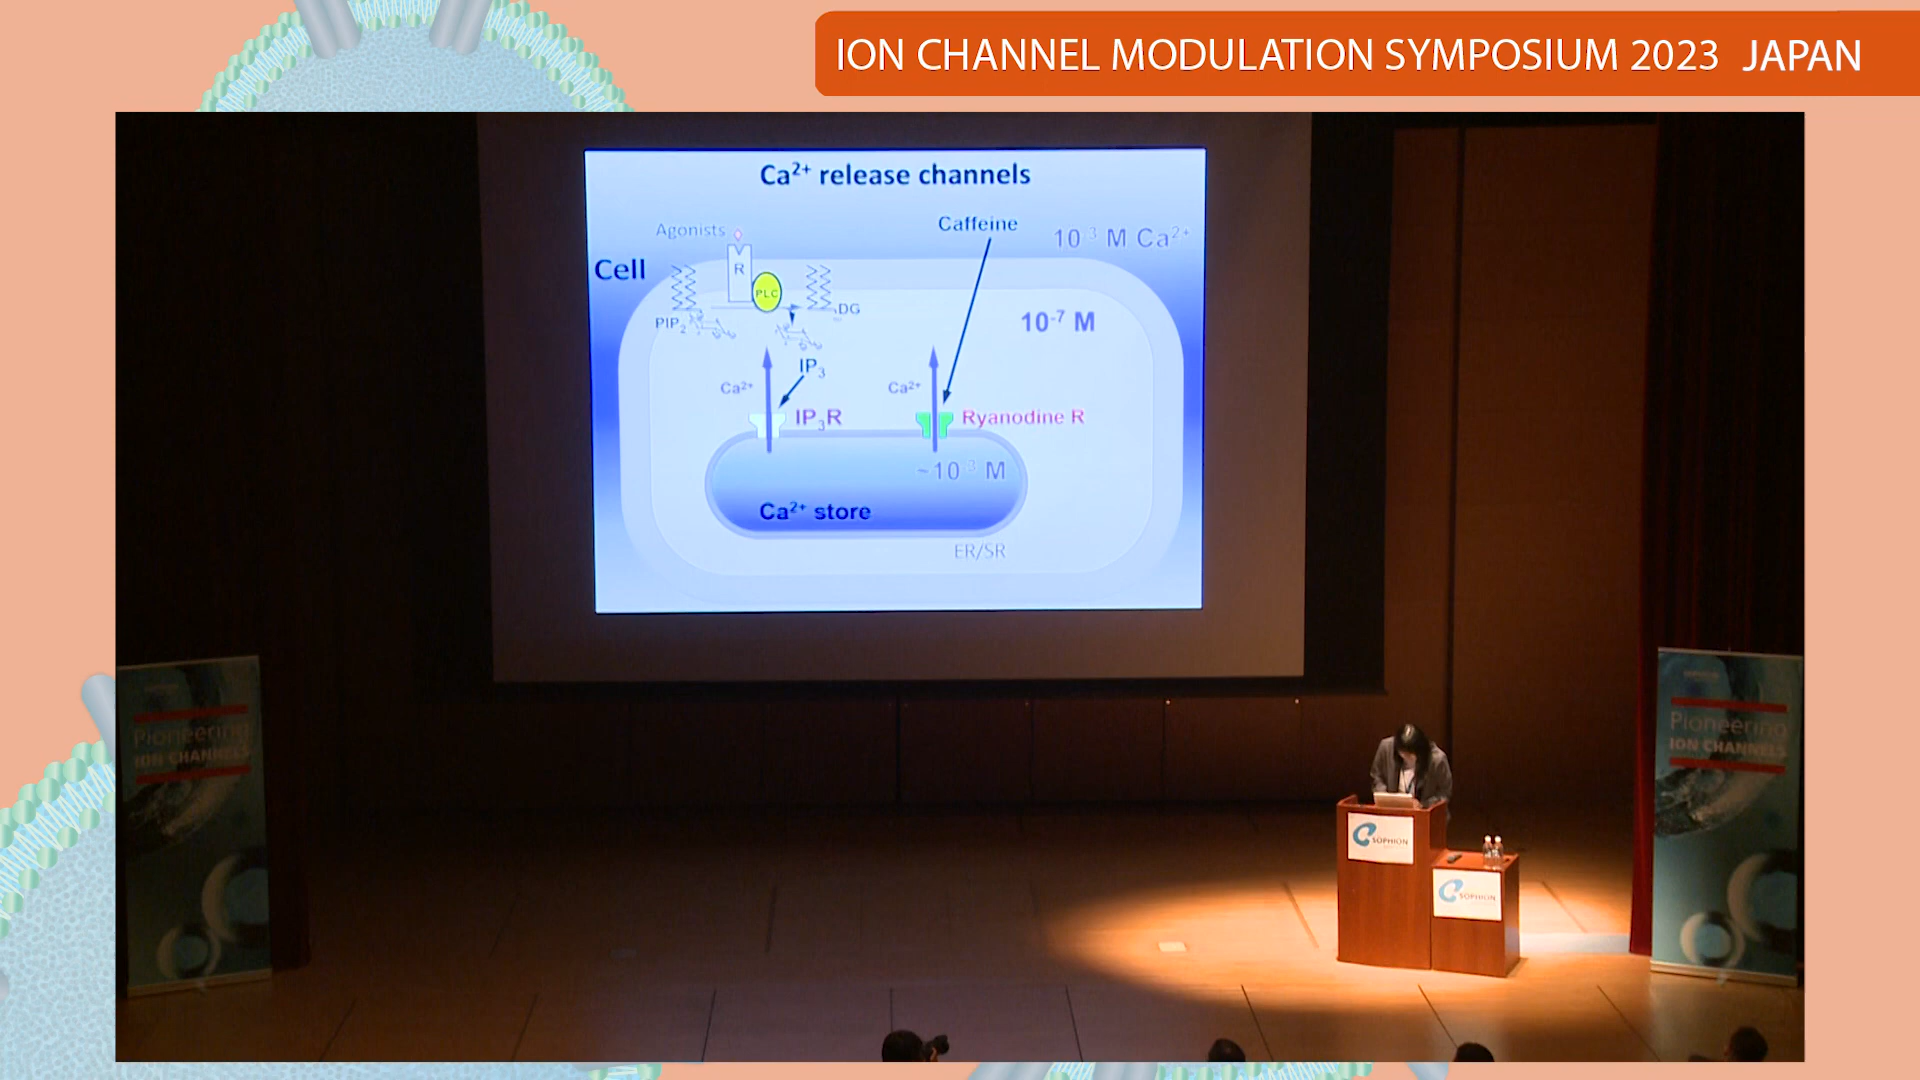 ION CHANNEL MODULATION SYMPOSIUM 2023 JAPAN
Ca²⁺ release channels
Agonists
Caffeine
10⁻³ M Ca²⁺
Cell
R
PLC
PIP₂
DG
10⁻⁷ M
IP₃
Ca²⁺
Ca²⁺
IP₃R
Ryanodine R
~10⁻³ M
Ca²⁺ store
ER/SR
Pioneering
ION CHANNELS
Pioneering
ION CHANNELS
SOPHION
SOPHION